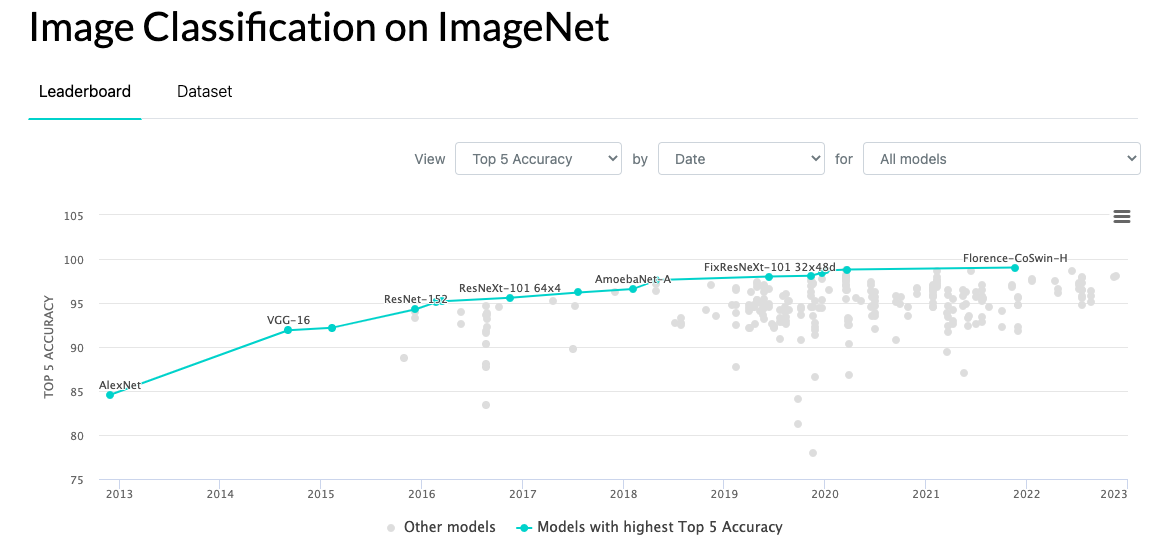 Image Classification on ImageNet
Leaderboard Dataset
View Top 5 Accuracy by Date for All models
TOP 5 ACCURACY
105
100
95
90
85
80
75
AlexNet
VGG-16
ResNet-152
ResNeXt-101 64x4
AmoebaNet-A
FixResNeXt-101 32x48d
Florence-CoSwin-H
2013 2014 2015 2016 2017 2018 2019 2020 2021 2022 2023
Other models Models with highest Top 5 Accuracy